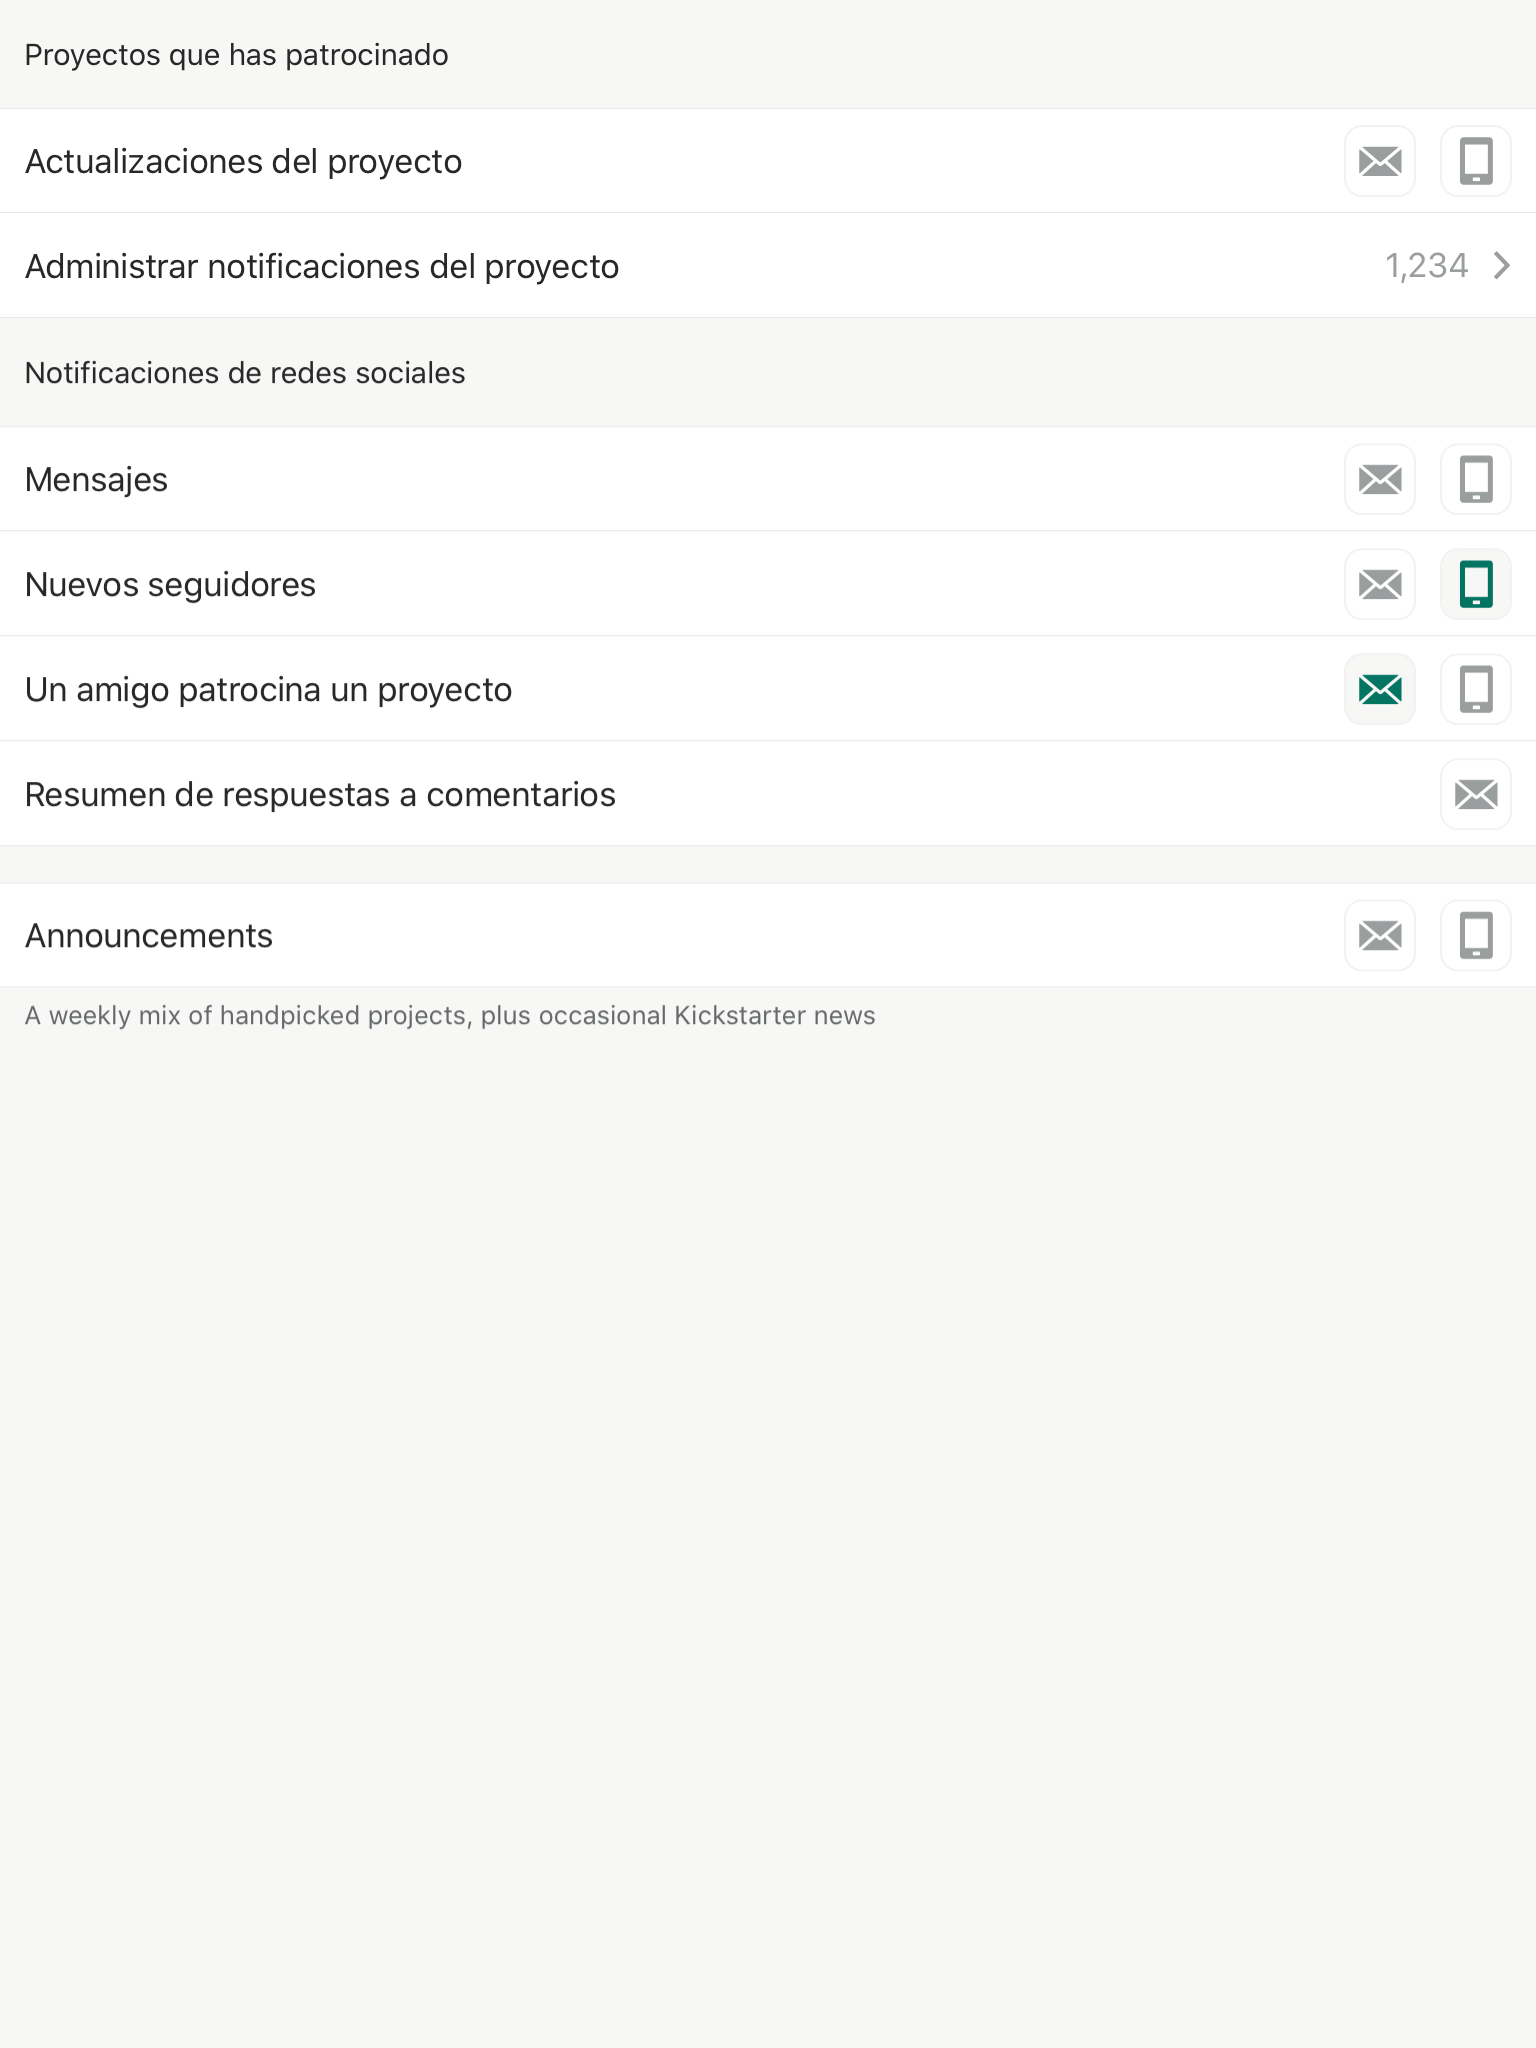 Proyectos que has patrocinado
Actualizaciones del proyecto
Administrar notificaciones del proyecto 1,234
Notificaciones de redes sociales
Mensajes
Nuevos seguidores
Un amigo patrocina un proyecto
Resumen de respuestas a comentarios
Announcements
A weekly mix of handpicked projects, plus occasional Kickstarter news